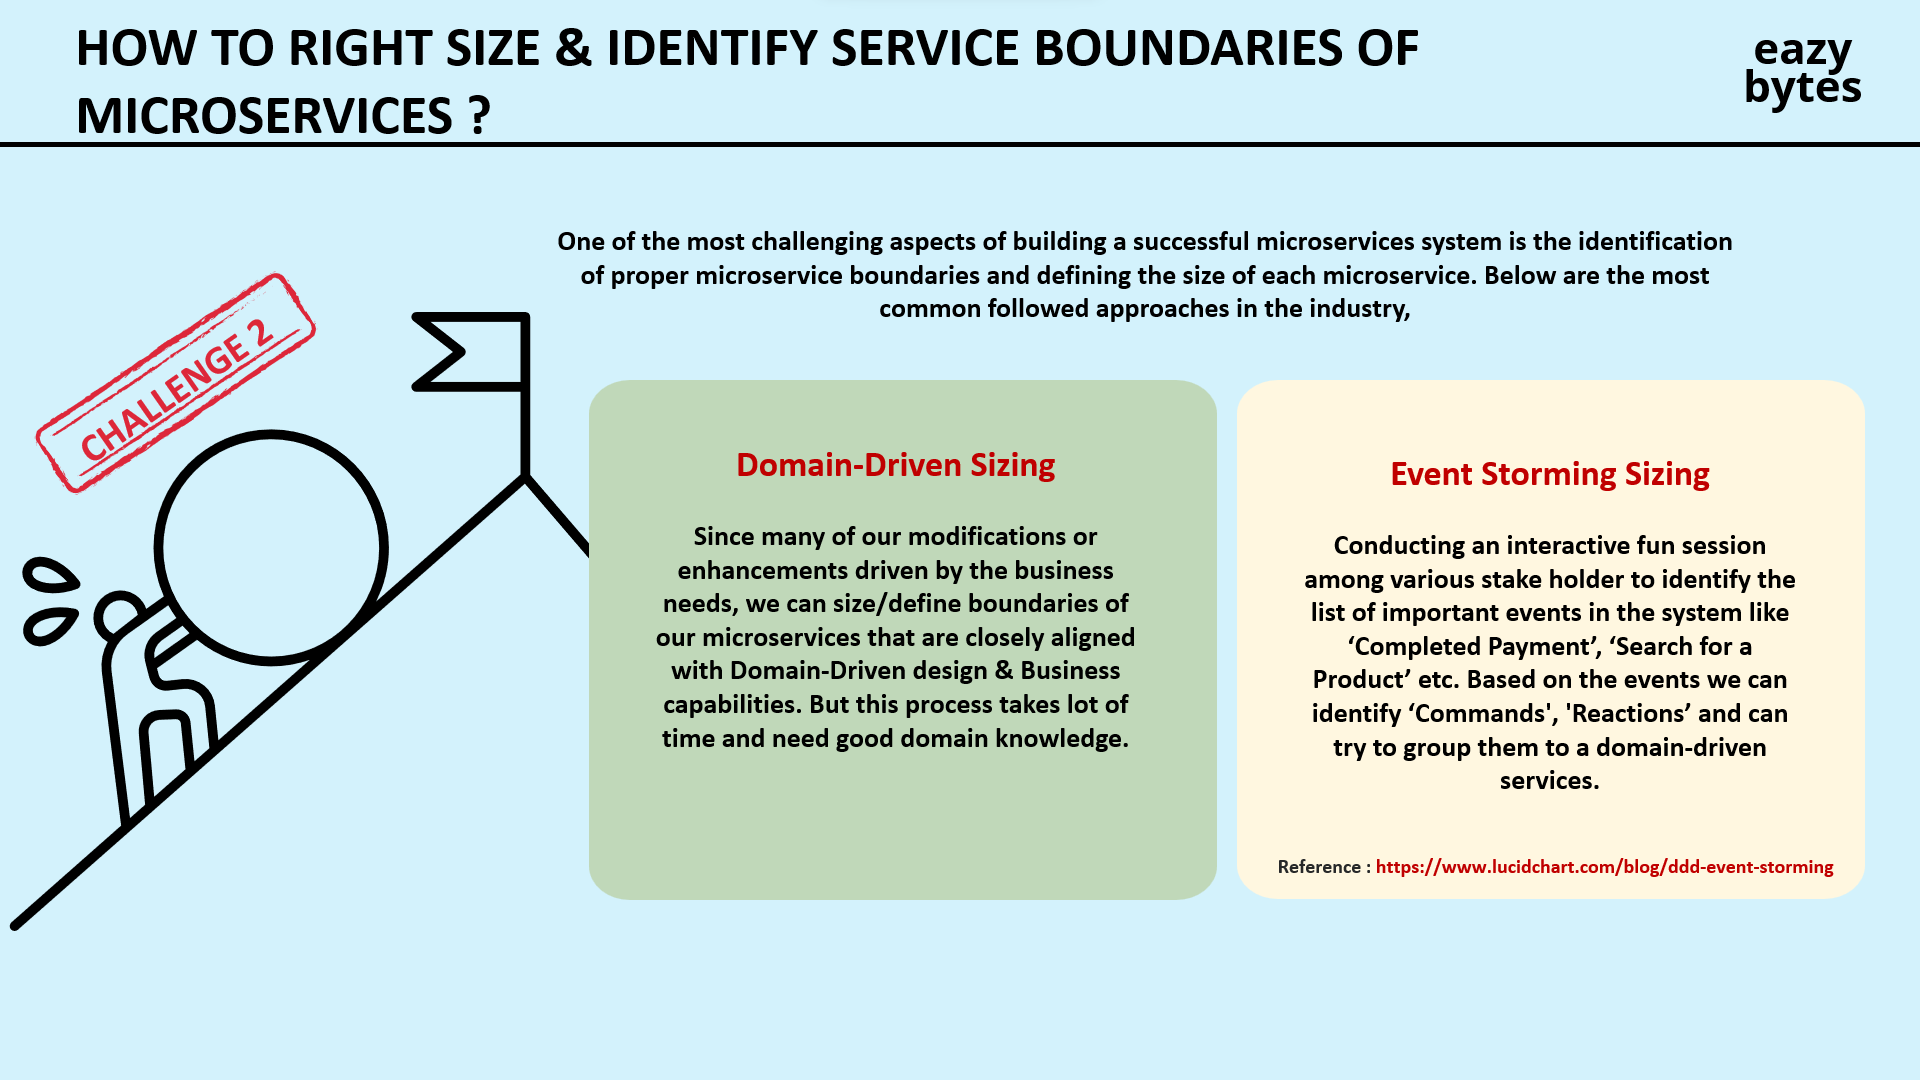 HOW TO RIGHT SIZE & IDENTIFY SERVICE BOUNDARIES OF
MICROSERVICES ?
eazy
bytes
One of the most challenging aspects of building a successful microservices system is the identification
of proper microservice boundaries and defining the size of each microservice. Below are the most
common followed approaches in the industry,
CHALLENGE 2
Domain-Driven Sizing
Since many of our modifications or
enhancements driven by the business
needs, we can size/define boundaries of
our microservices that are closely aligned
with Domain-Driven design & Business
capabilities. But this process takes lot of
time and need good domain knowledge.
Event Storming Sizing
Conducting an interactive fun session
among various stake holder to identify the
list of important events in the system like
‘Completed Payment’, ‘Search for a
Product’ etc. Based on the events we can
identify ‘Commands', 'Reactions’ and can
try to group them to a domain-driven
services.
Reference : https://www.lucidchart.com/blog/ddd-event-storming